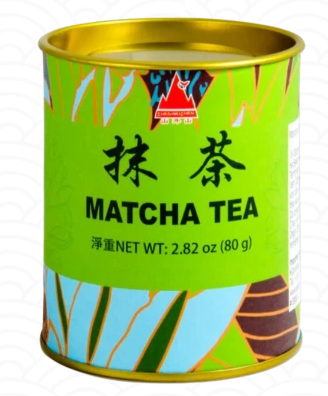 抹茶
MATCHA TEA
淨重NET WT: 2.82 oz (80 g)